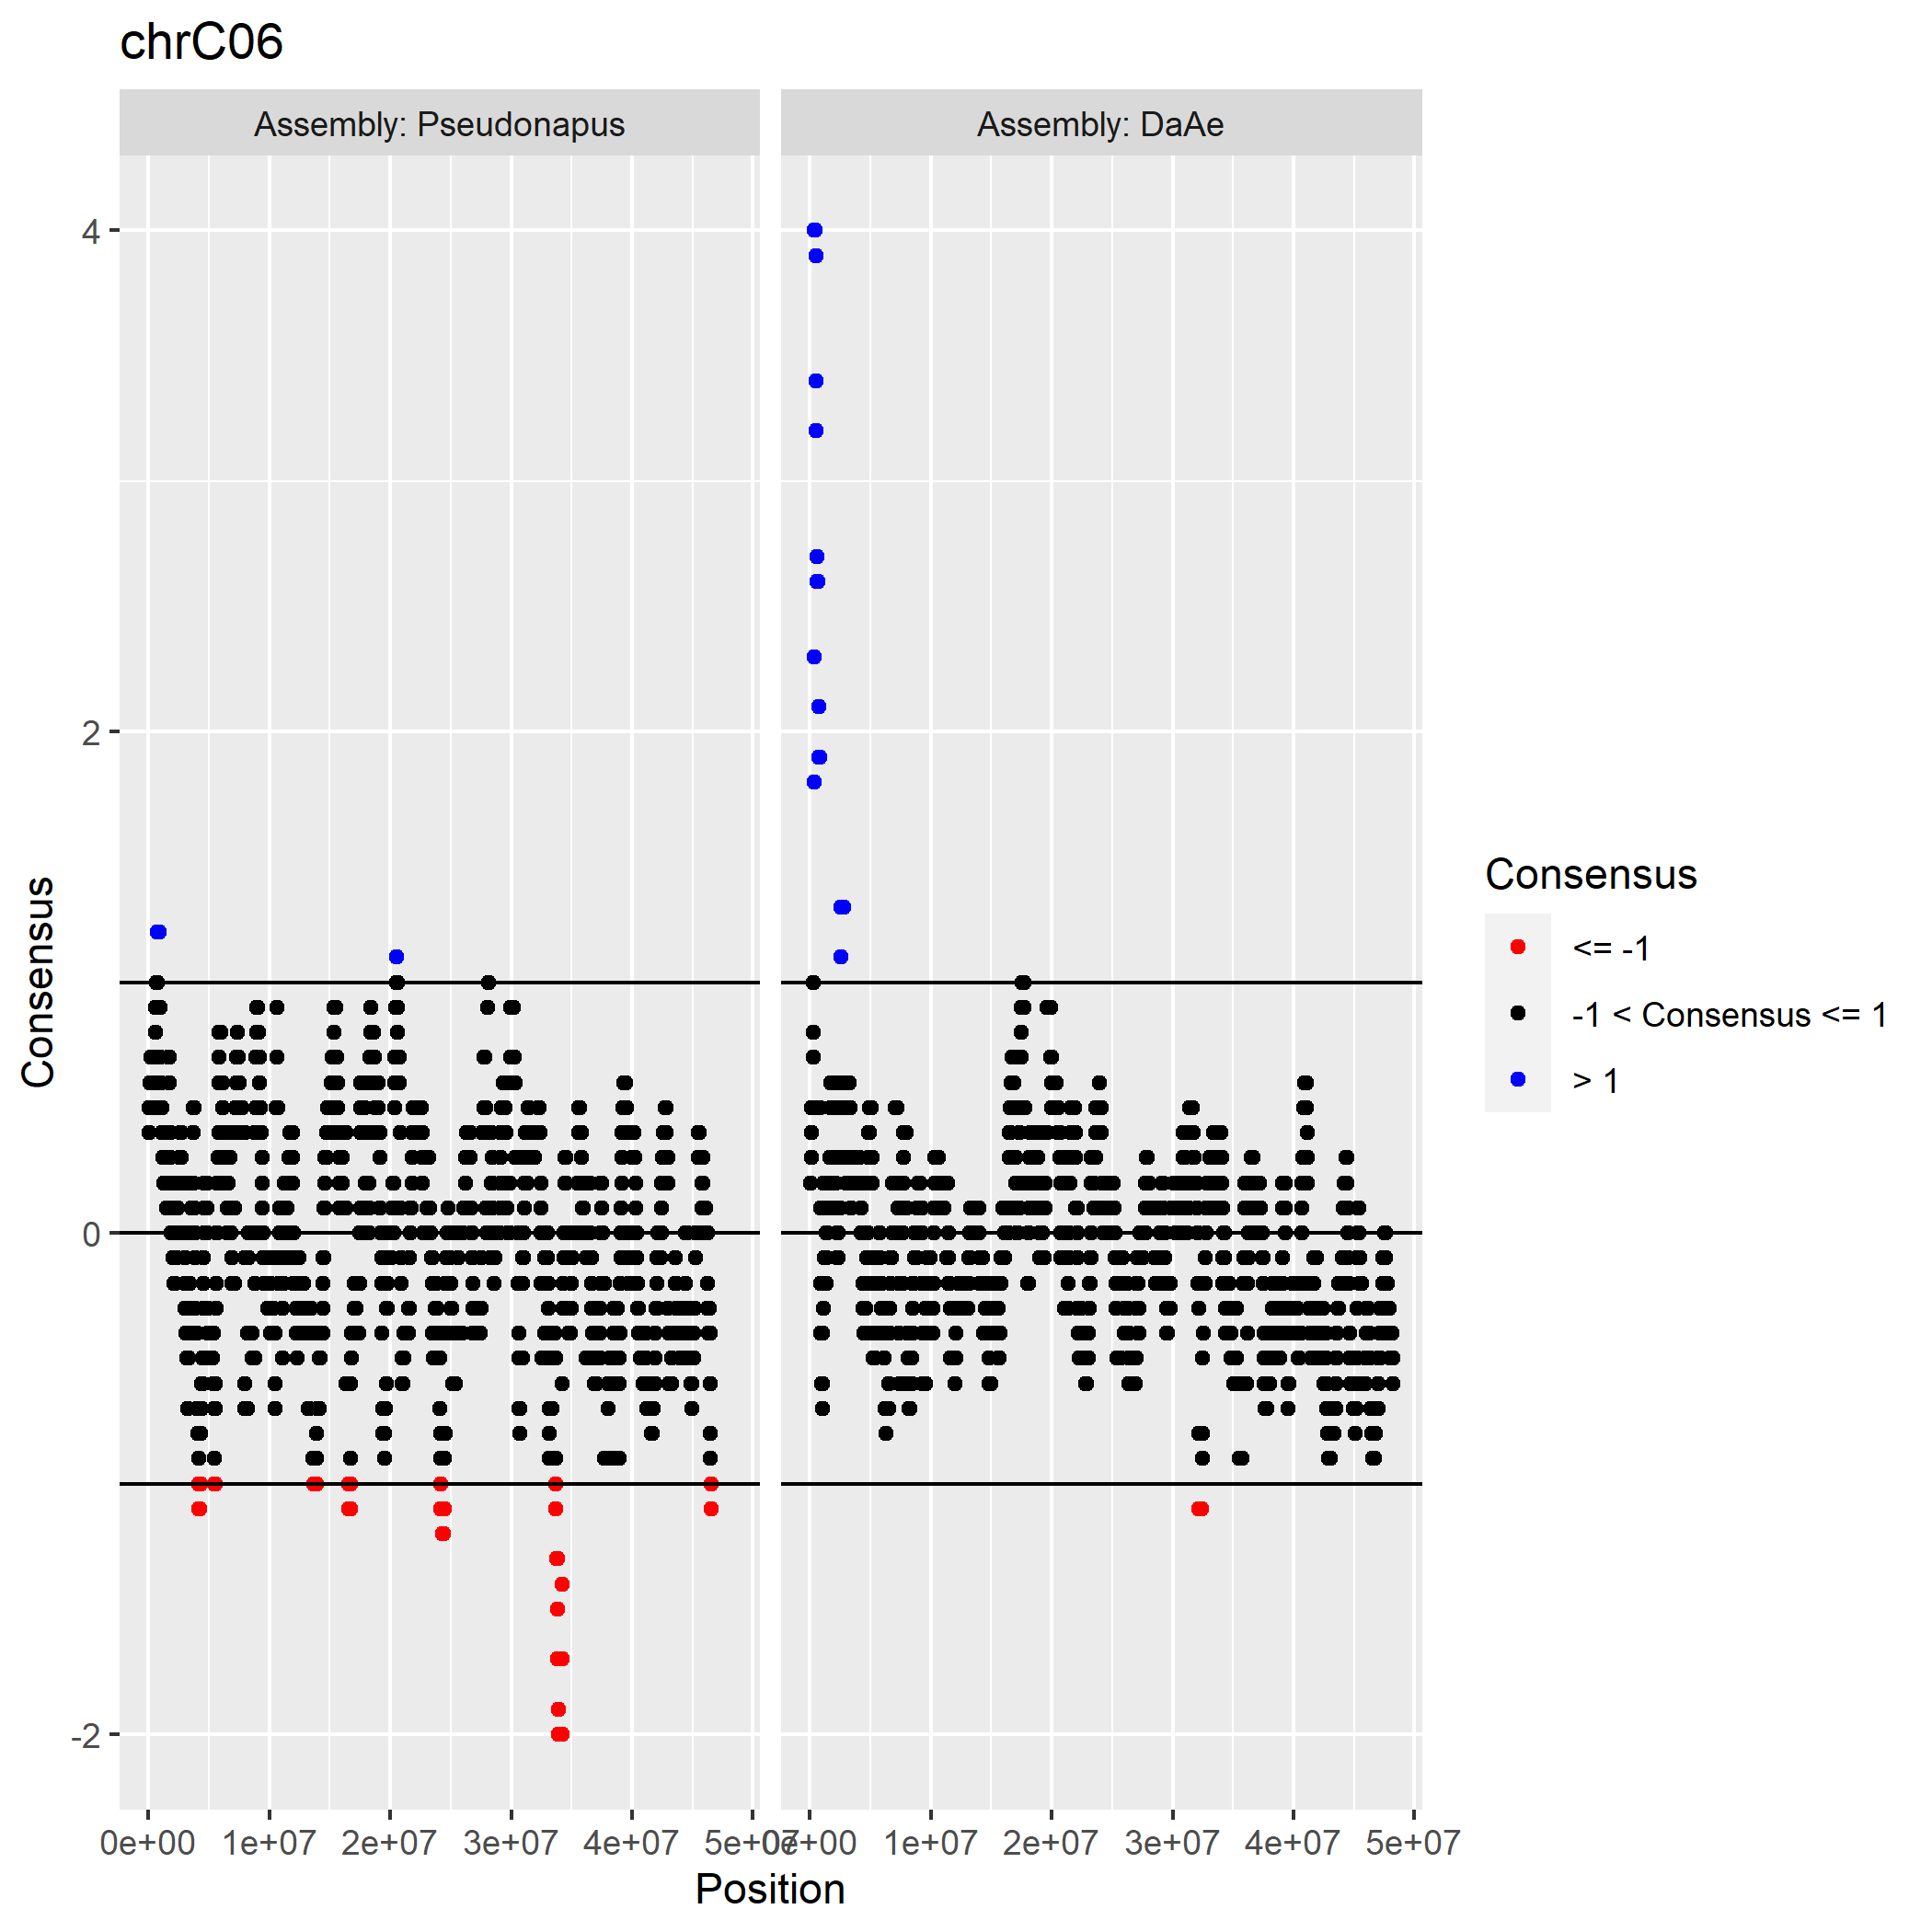 chrC06
Assembly: Pseudonapus
Assembly: DaAe
4
2
0
-2
Consensus
0e+00 1e+07 2e+07 3e+07 4e+07 5e+07 0e+00 1e+07 2e+07 3e+07 4e+07 5e+07
Position
Consensus
<= -1
-1 < Consensus <= 1
> 1